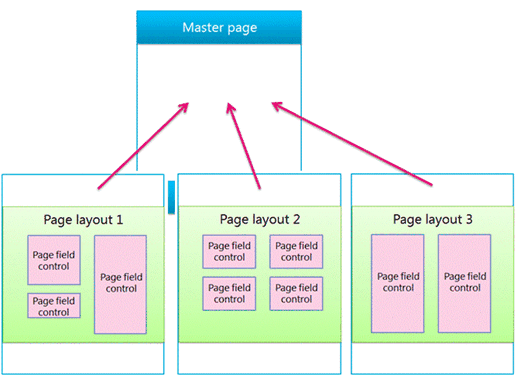 Master page
Page layout 1
Page field
control
Page field
control
Page field
control
Page layout 2
Page field
control
Page field
control
Page field
control
Page field
control
Page layout 3
Page field
control
Page field
control